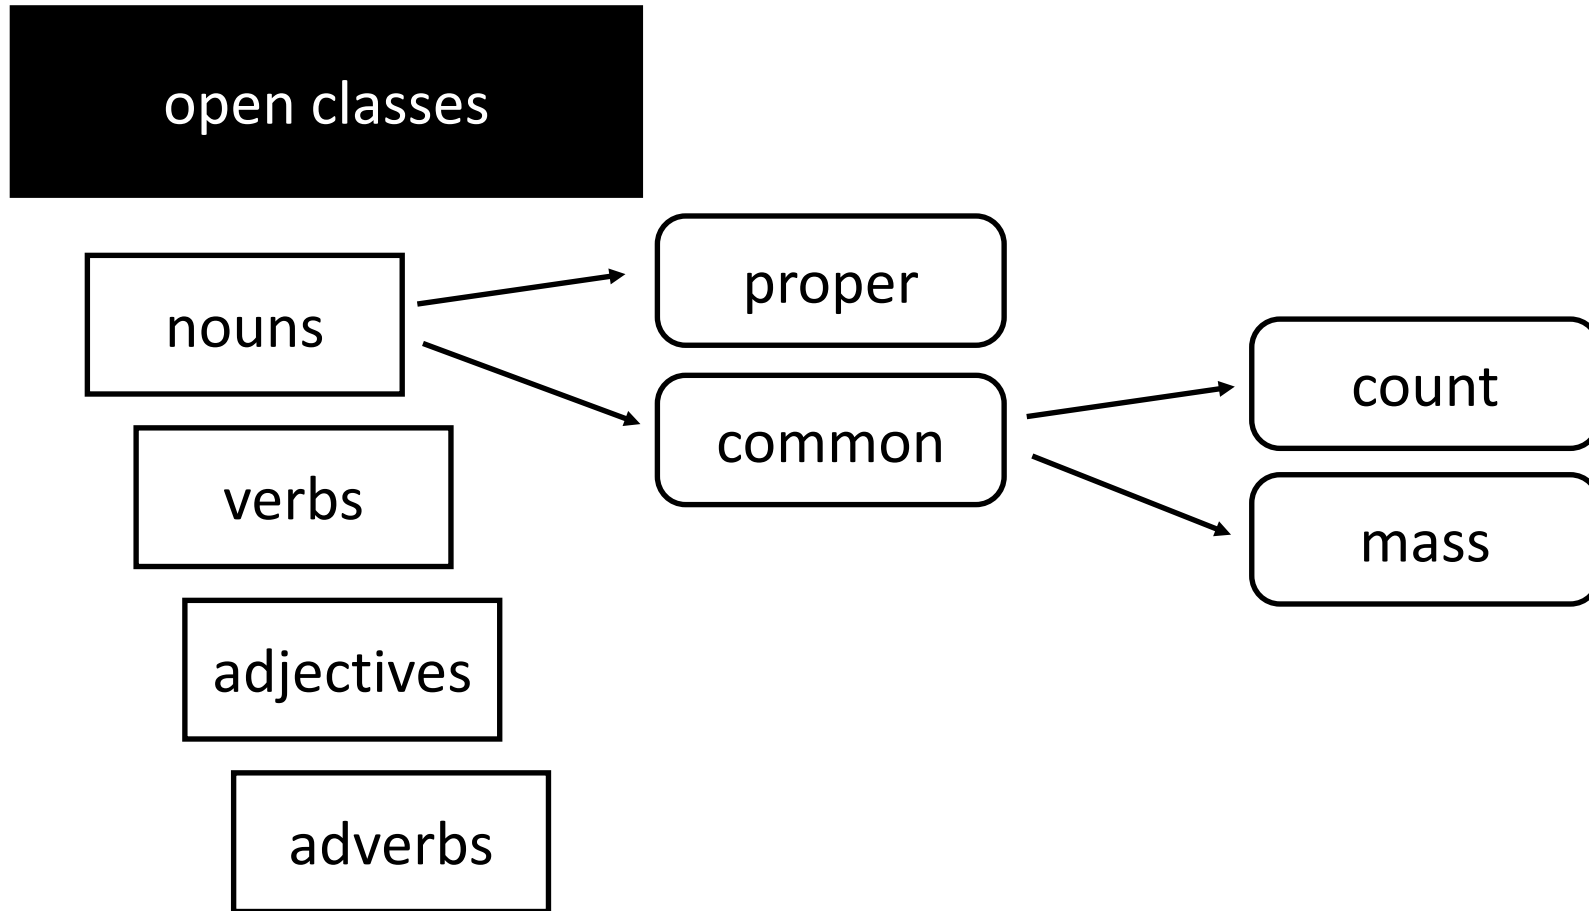 open classes
nouns
proper
common
count
mass
verbs
adjectives
adverbs